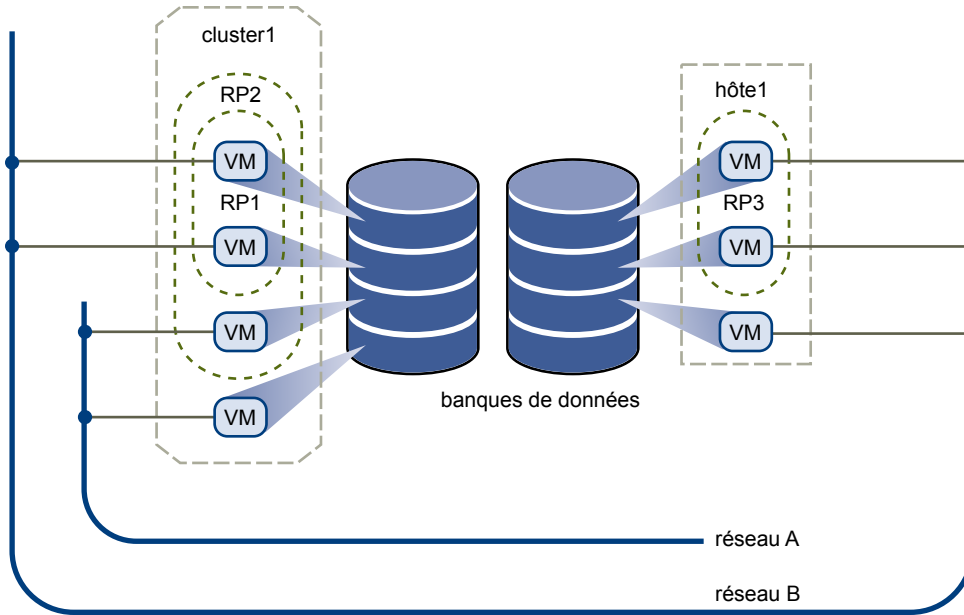 cluster1
RP2
VM
RP1
VM
VM
VM
banques de données
hôte1
VM
RP3
VM
VM
réseau A
réseau B